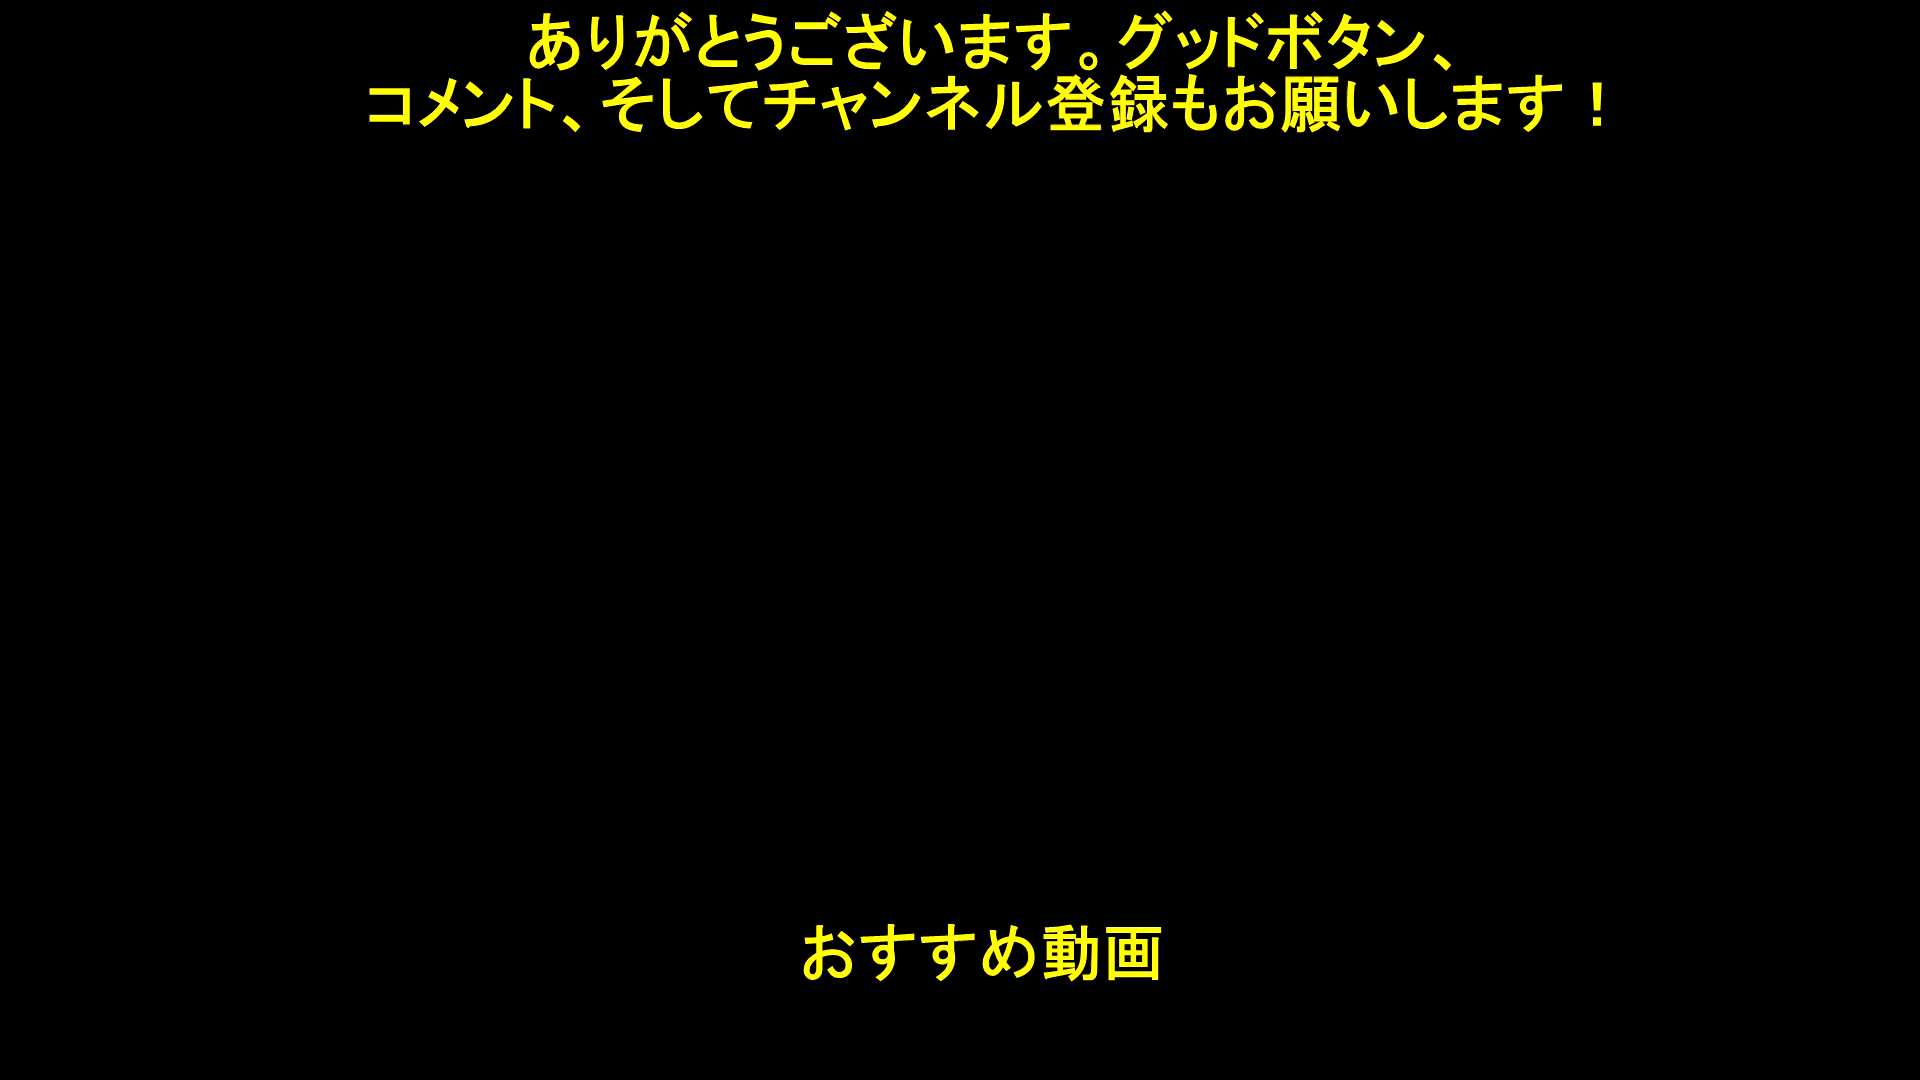 ありがとうございます。グッドボタン、
コメント、そしてチャンネル登録もお願いします！
おすすめ動画